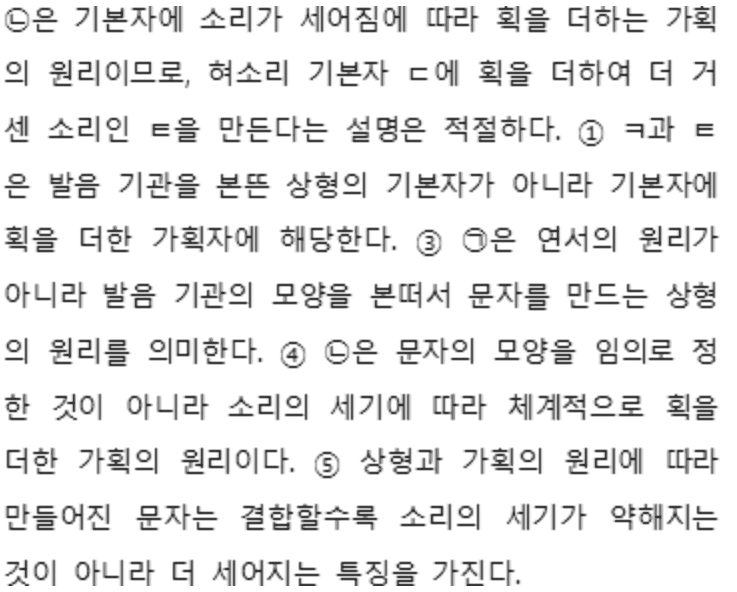 ㉡은 기본자에 소리가 세어짐에 따라 획을 더하는 가획
의 원리이므로, 혀소리 기본자 ㄷ에 획을 더하여 더 거
센 소리인 ㅌ을 만든다는 설명은 적절하다. ① ㅋ과 ㅌ
은 발음 기관을 본뜬 상형의 기본자가 아니라 기본자에
획을 더한 가획자에 해당한다. ③ ㉠은 연서의 원리가
아니라 발음 기관의 모양을 본떠서 문자를 만드는 상형
의 원리를 의미한다. ④ ㉡은 문자의 모양을 임의로 정
한 것이 아니라 소리의 세기에 따라 체계적으로 획을
더한 가획의 원리이다. ⑤ 상형과 가획의 원리에 따라
만들어진 문자는 결합할수록 소리의 세기가 약해지는
것이 아니라 더 세어지는 특징을 가진다.